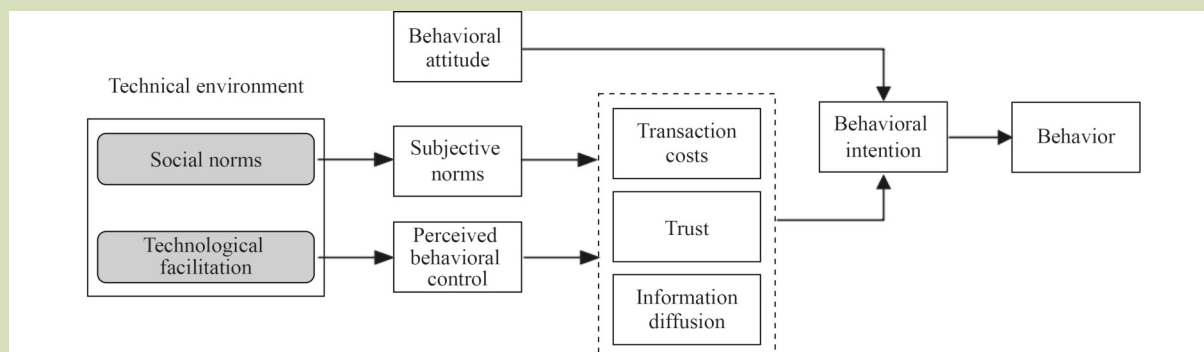 Behavioral
attitude
Technical environment
Social norms
Technological
facilitation
Subjective
norms
Perceived
behavioral
control
Transaction
costs
Trust
Information
diffusion
Behavioral
intention
Behavior